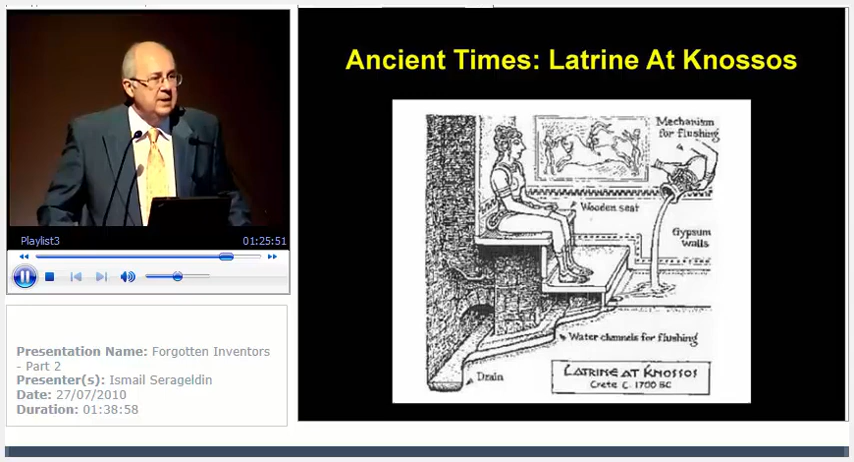 Playlist3
01:25:51
Presentation Name: Forgotten Inventors
- Part 2
Presenter(s): Ismail Serageldin
Date: 27/07/2010
Duration: 01:38:58
Ancient Times: Latrine At Knossos
Mechanism
for flushing
Wooden seat
Gypsum
walls
Water channels for flushing
Drain
LATRINE AT KNOSSOS
Crete C. 1700 BC